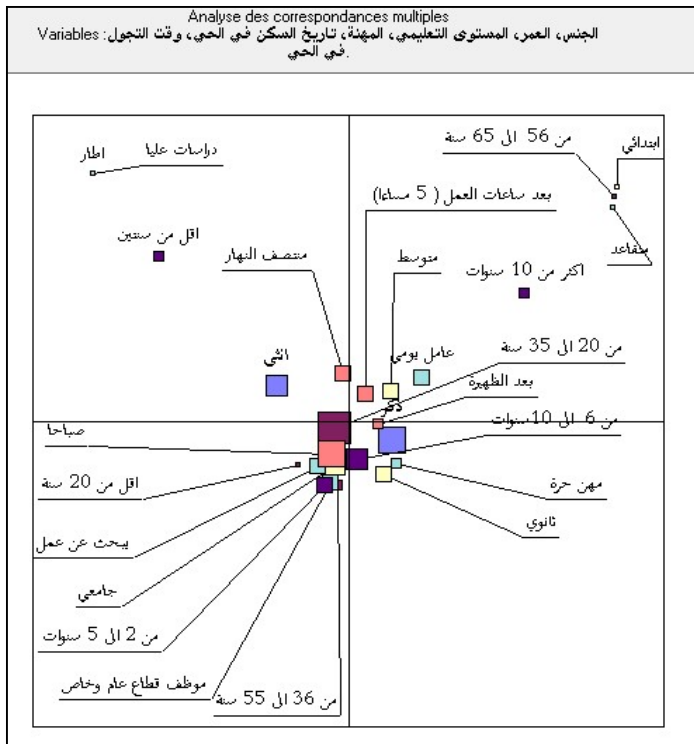 Analyse des correspondances multiples
Variables : الجنس، العمر، المستوى التعليمي، المهنة، تاريخ السكن في الحي، وقت التجول
في الحي.
من 56 الى 65 سنة
ابتدائي
اطار
دراسات عليا
بعد ساعات العمل ( 5 مساءا)
اقل من سنتين
منتصف النهار
متوسط
اكثر من 10 سنوات
متقاعد
من 20 الى 35 سنة
انثى
عامل يومي
بعد الظهيرة
ذكر
من 6 الى 10سنوات
صباحا
اقل من 20 سنة
مهن حرة
ثانوي
يبحث عن عمل
جامعي
من 2 الى 5 سنوات
موظف قطاع عام وخاص
من 36 الى 55 سنة